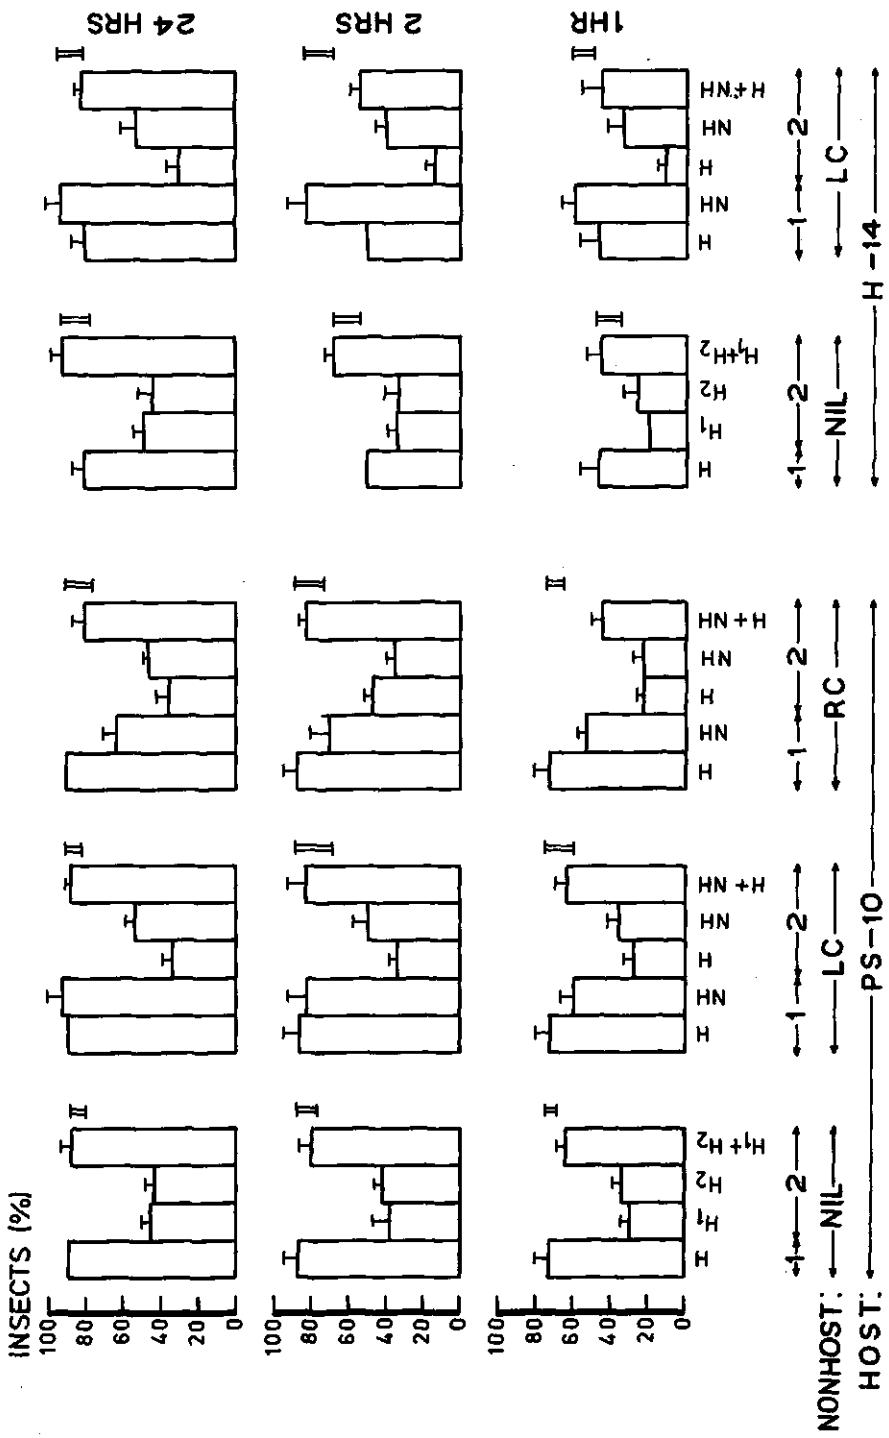 INSECTS (%)
100 80 60 40 20 0
24 HRS
100 80 60 40 20 0
2 HRS
100 80 60 40 20 0
1HR
H H1 H2 H1+H2 H NH H NH H+NH H NH H NH H+NH H H1 H2 H1+H2 H NH H NH H+NH
1 2 1 2 1 2 1 2 1 2
NONHOST: NIL LC RC NIL LC
HOST: PS-10 H-14